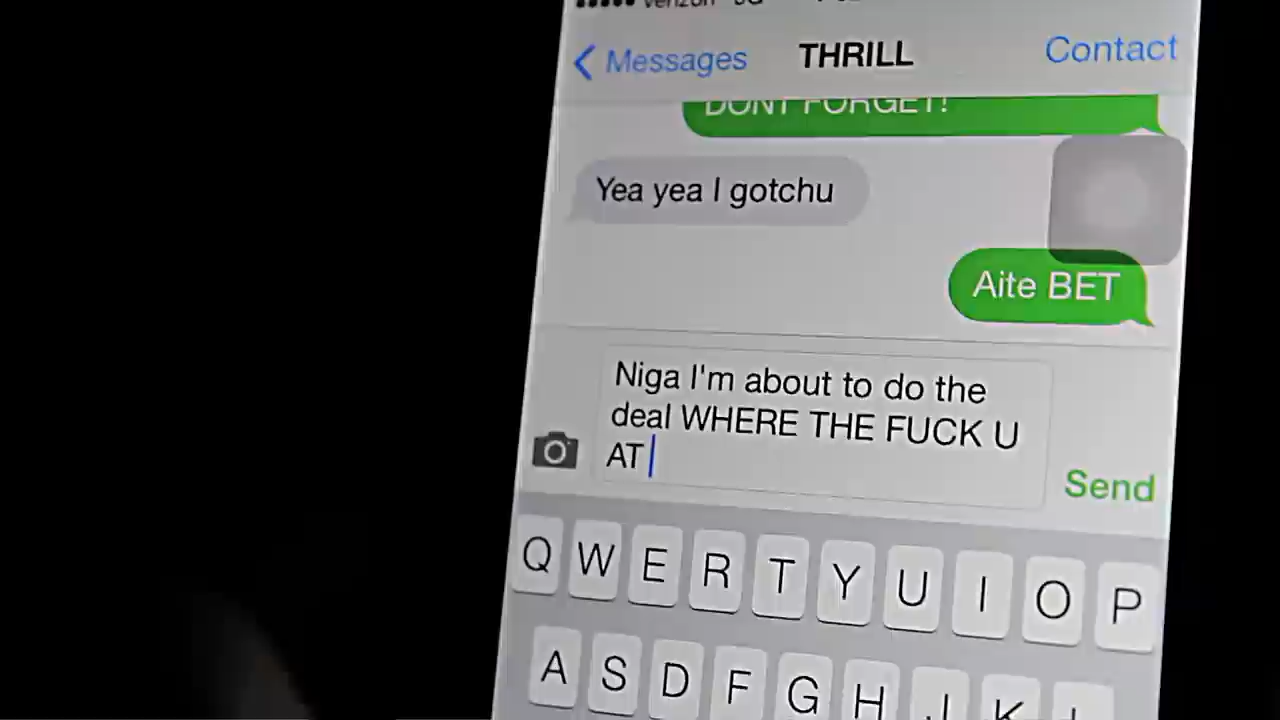 Messages
THRILL
Contact
DONT FORGET!
Yea yea I gotchu
Aite BET
Niga I'm about to do the
deal WHERE THE FUCK U
AT
Send
Q W E R T Y U I O P
A S D F G H J K L